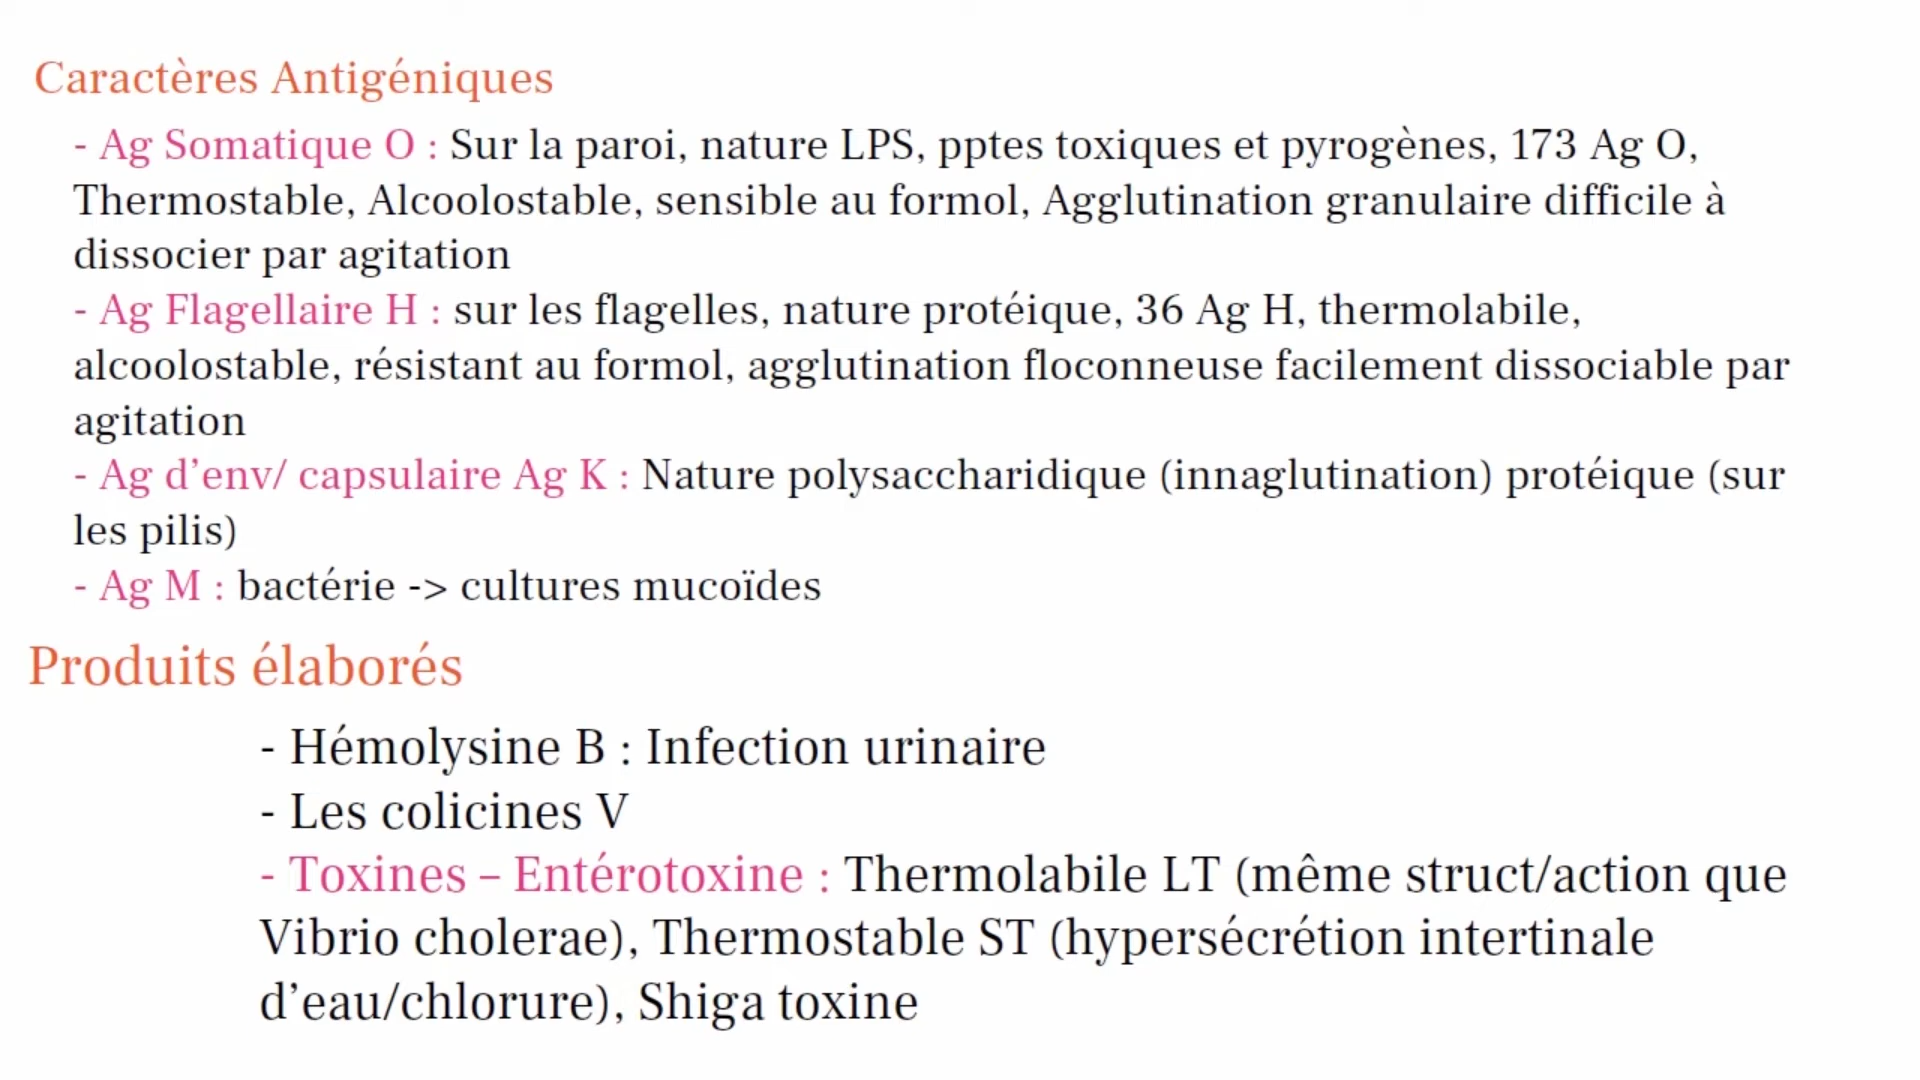 Caractères Antigéniques
- Ag Somatique O : Sur la paroi, nature LPS, pptes toxiques et pyrogènes, 173 Ag O,
Thermostable, Alcoolostable, sensible au formol, Agglutination granulaire difficile à
dissocier par agitation
- Ag Flagellaire H : sur les flagelles, nature protéique, 36 Ag H, thermolabile,
alcoolostable, résistant au formol, agglutination floconneuse facilement dissociable par
agitation
- Ag d’env/ capsulaire Ag K : Nature polysaccharidique (innaglutination) protéique (sur
les pilis)
- Ag M : bactérie -> cultures mucoïdes
Produits élaborés
- Hémolysine B : Infection urinaire
- Les colicines V
- Toxines – Entérotoxine : Thermolabile LT (même struct/action que
Vibrio cholerae), Thermostable ST (hypersécrétion intertinale
d’eau/chlorure), Shiga toxine